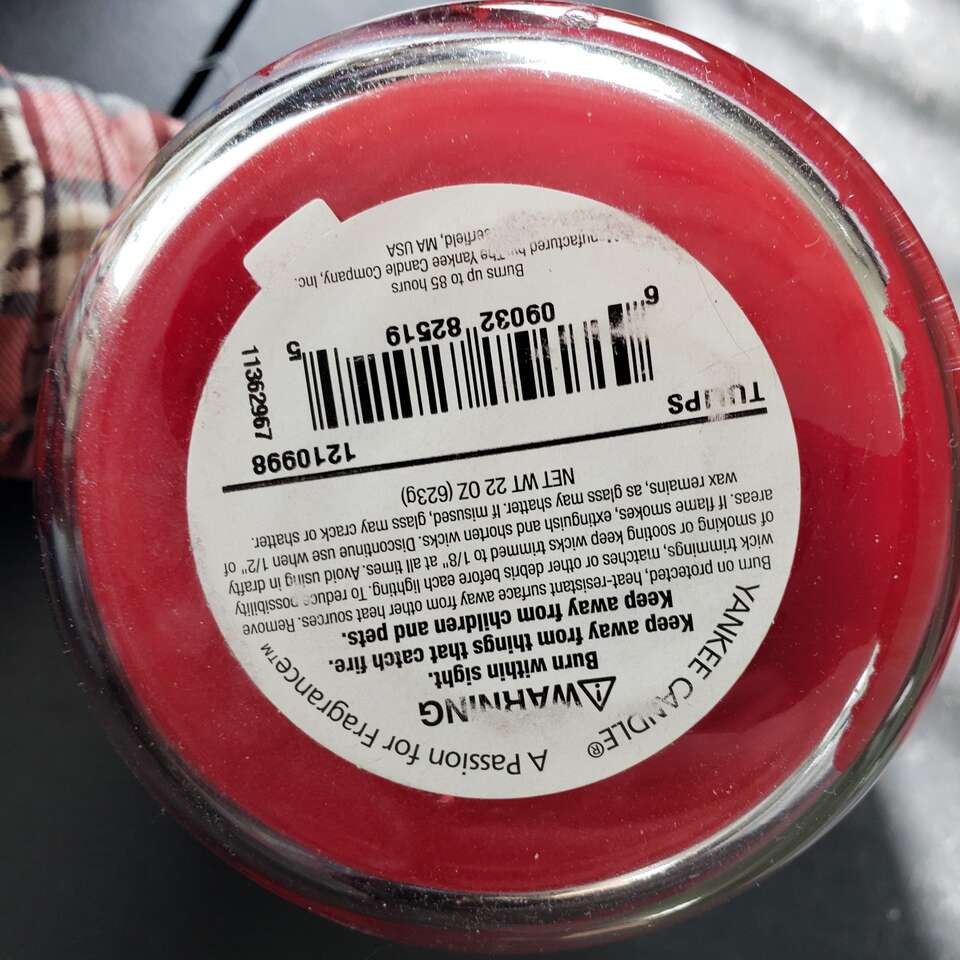 YANKEE CANDLE® A Passion for Fragrance™
WARNING
Burn within sight.
Keep away from things that catch fire.
Keep away from children and pets.
Burn on protected, heat-resistant surface away from other heat sources. Remove
wick trimmings, matches or other debris before each lighting. To reduce possibility
of smoking or sooting keep wicks trimmed to 1/8" at all times. Avoid using in drafty
areas. If flame smokes, extinguish and shorten wicks. Discontinue use when 1/2" of
wax remains, as glass may shatter. If misused, glass may crack or shatter.
NET WT 22 OZ (623g)
TULIPS 1210998
6 09032 82519 5
11362967
Burns up to 85 hours
Manufactured by The Yankee Candle Company, Inc.
MA USA